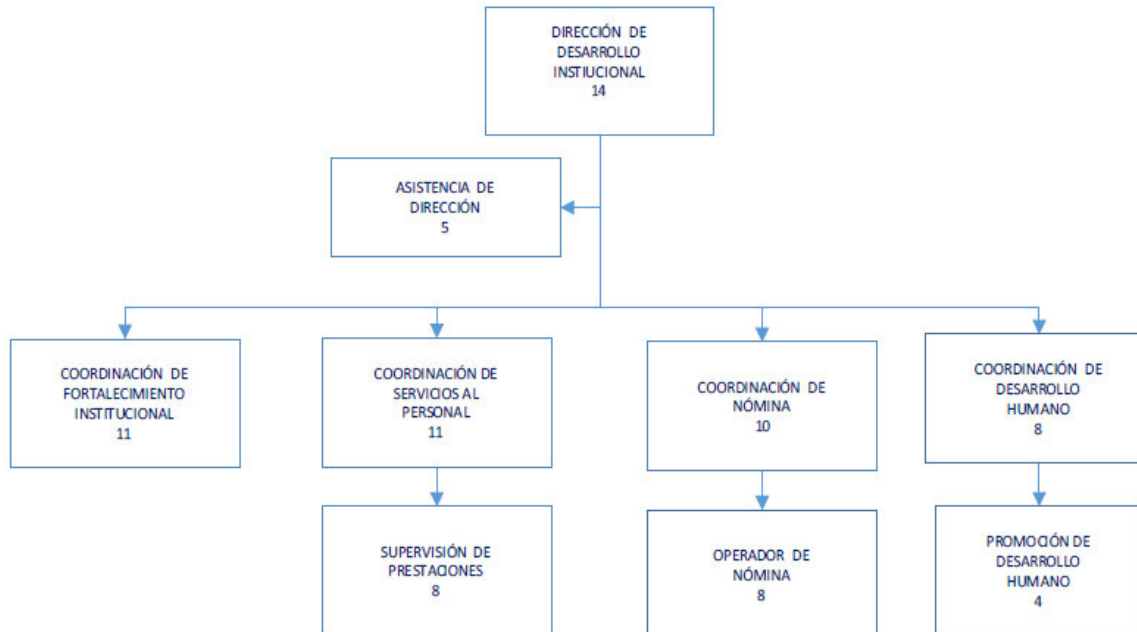 DIRECCIÓN DE
DESARROLLO
INSTIUCIONAL
14
ASISTENCIA DE
DIRECCIÓN
5
COORDINACIÓN DE
FORTALECIMIENTO
INSTITUCIONAL
11
COORDINACIÓN DE
SERVICIOS AL
PERSONAL
11
COORDINACIÓN DE
NÓMINA
10
COORDINACIÓN DE
DESARROLLO
HUMANO
8
SUPERVISIÓN DE
PRESTACIONES
8
OPERADOR DE
NÓMINA
8
PROMOCIÓN DE
DESARROLLO
HUMANO
4